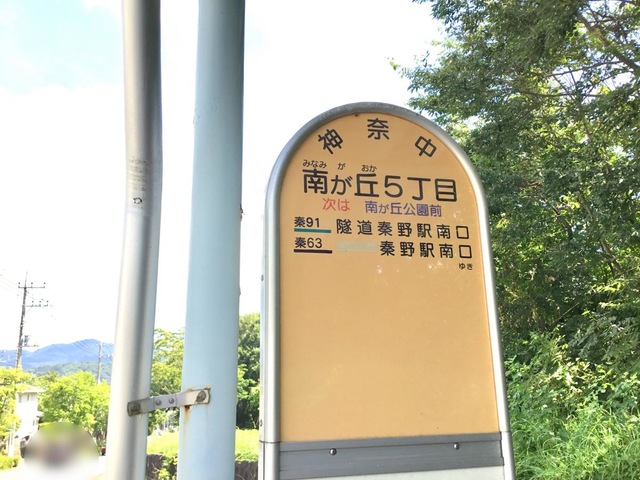 神奈中
みなみ が おか
南が丘5丁目
次は 南が丘公園前
秦91 隧道秦野駅南口
秦63 秦野駅南口
ゆき